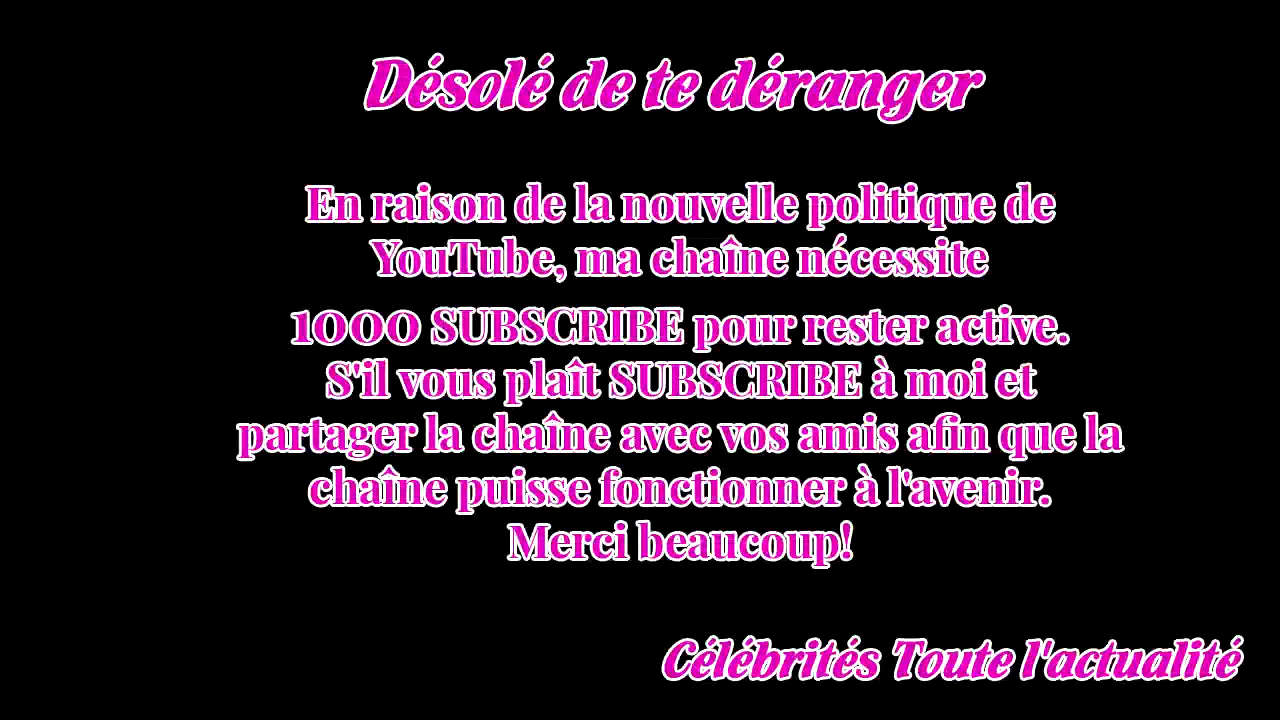 Désolé de te déranger
En raison de la nouvelle politique de
YouTube, ma chaîne nécessite
1000 SUBSCRIBE pour rester active.
S'il vous plaît SUBSCRIBE à moi et
partager la chaîne avec vos amis afin que la
chaîne puisse fonctionner à l'avenir.
Merci beaucoup!
Célébrités Toute l'actualité